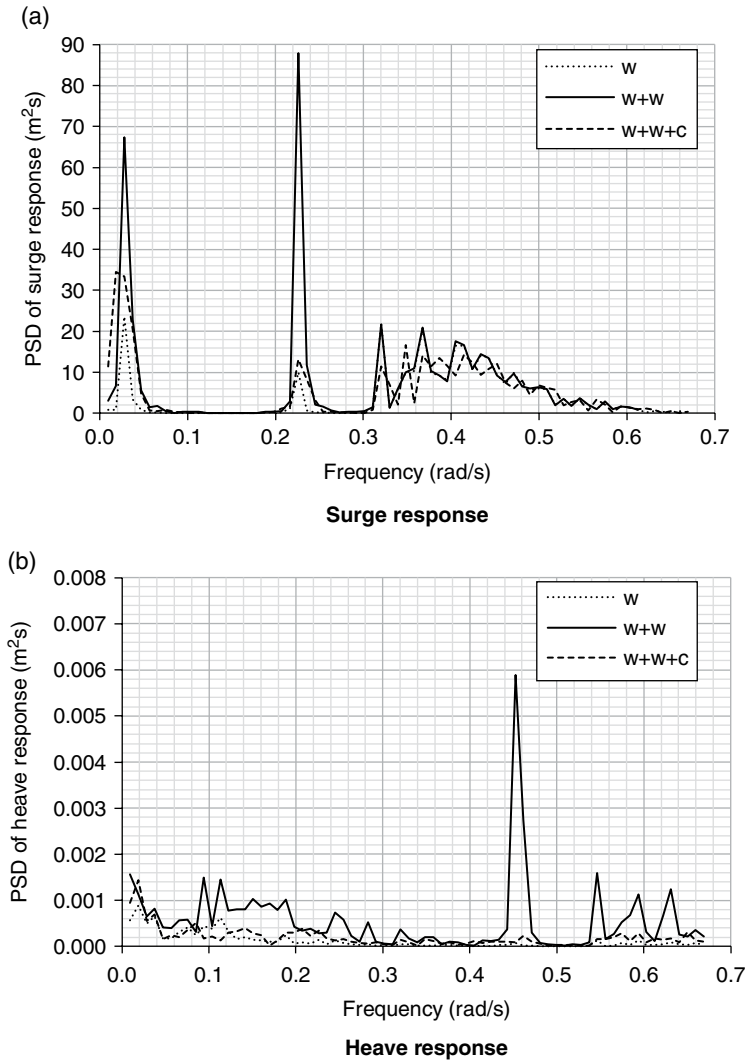 (a)
PSD of surge response (m²s)
90
80
70
60
50
40
30
20
10
0
W
W+W
W+W+C
0.0 0.1 0.2 0.3 0.4 0.5 0.6 0.7
Frequency (rad/s)
Surge response
(b)
PSD of heave response (m²s)
0.008
0.007
0.006
0.005
0.004
0.003
0.002
0.001
0.000
W
W+W
W+W+C
0.0 0.1 0.2 0.3 0.4 0.5 0.6 0.7
Frequency (rad/s)
Heave response